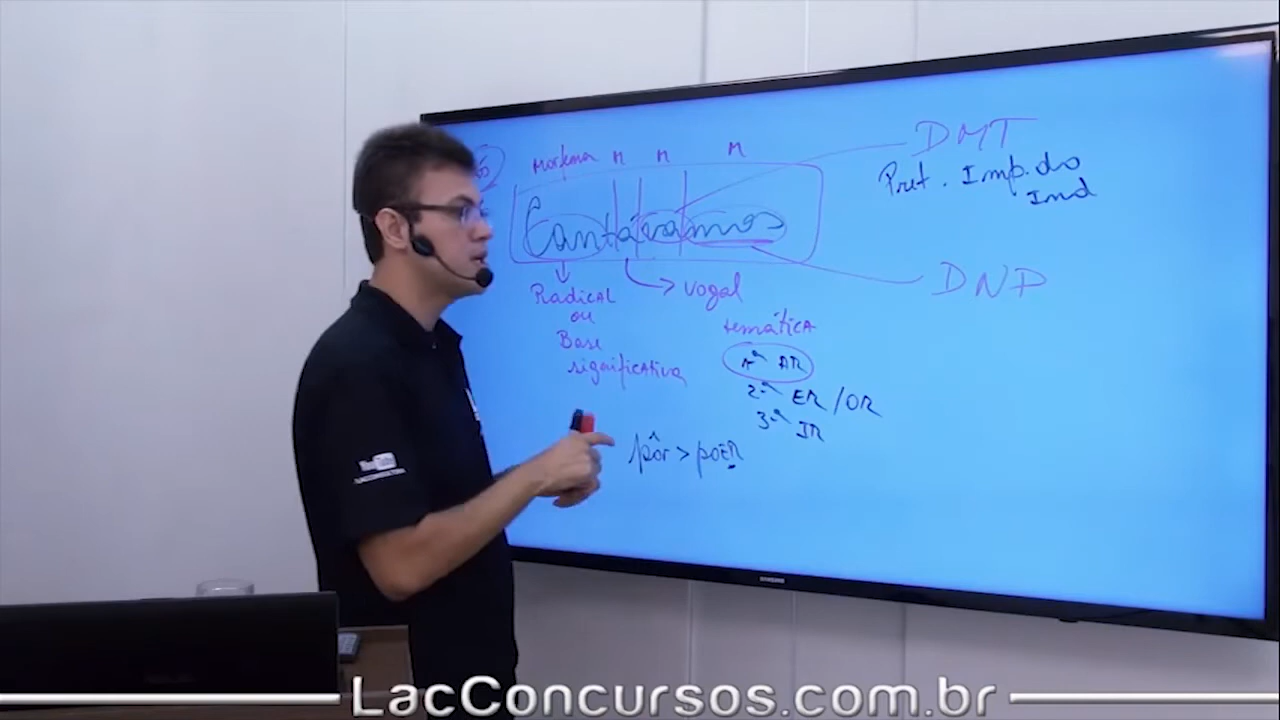 Morfema M M M
Cantávamos
DMT
Pret. Imp. do
Ind
DNP
Radical
ou
Base
significativa
vogal
temática
1ª AR
2ª ER/OR
3ª IR
pôr > poER
SAMSUNG
LacConcursos.com.br